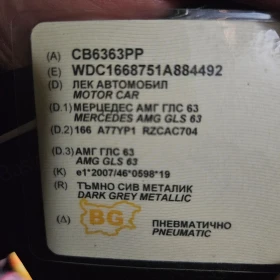 (A) CB6363PP
(E) WDC1668751A884492
(D) ЛЕК АВТОМОБИЛ
MOTOR CAR
(D.1) МЕРЦЕДЕС АМГ ГЛС 63
MERCEDES AMG GLS 63
(D.2) 166 A77YP1 RZCAC704
(D.3) АМГ ГЛС 63
AMG GLS 63
(K) e1*2007/46*0598*19
(R) ТЪМНО СИВ МЕТАЛИК
DARK GREY METALLIC
(Δ) BG ПНЕВМАТИЧНО
PNEUMATIC